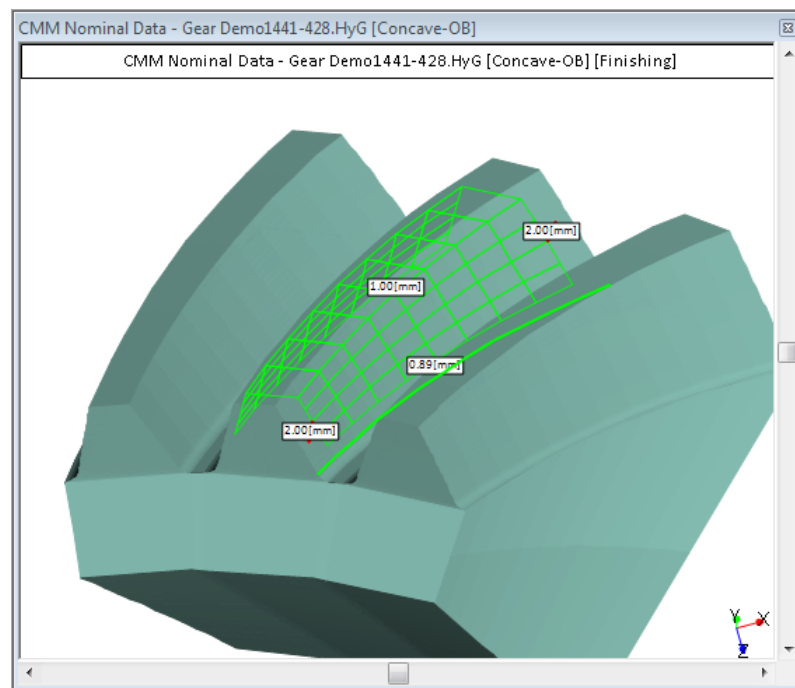 CMM Nominal Data - Gear Demo1441-428.HyG [Concave-OB]
CMM Nominal Data - Gear Demo1441-428.HyG [Concave-OB] [Finishing]
2.00[mm]
1.00[mm]
0.89[mm]
2.00[mm]
Y
X
Z